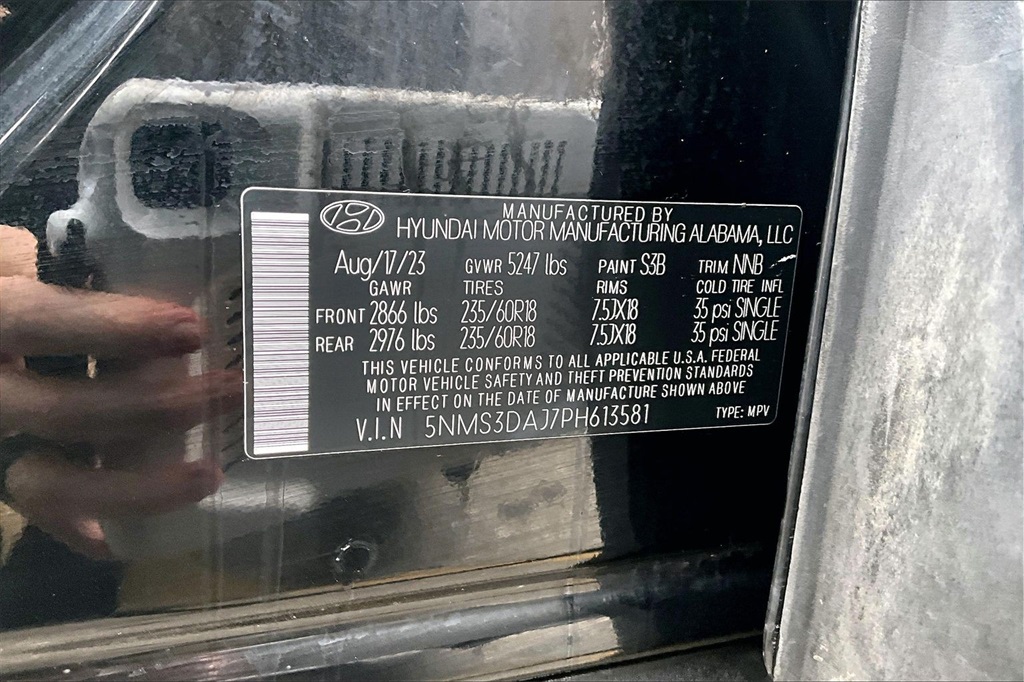 MANUFACTURED BY
HYUNDAI MOTOR MANUFACTURING ALABAMA, LLC
Aug/17/23 GVWR 5247 lbs PAINT S3B TRIM NNB
GAWR TIRES RIMS COLD TIRE INFL
FRONT 2866 lbs 235/60R18 7.5JX18 35 psi SINGLE
REAR 2976 lbs 235/60R18 7.5JX18 35 psi SINGLE
THIS VEHICLE CONFORMS TO ALL APPLICABLE U.S.A. FEDERAL
MOTOR VEHICLE SAFETY AND THEFT PREVENTION STANDARDS
IN EFFECT ON THE DATE OF MANUFACTURE SHOWN ABOVE
V.I.N 5NMS3DAJ7PH613581 TYPE: MPV